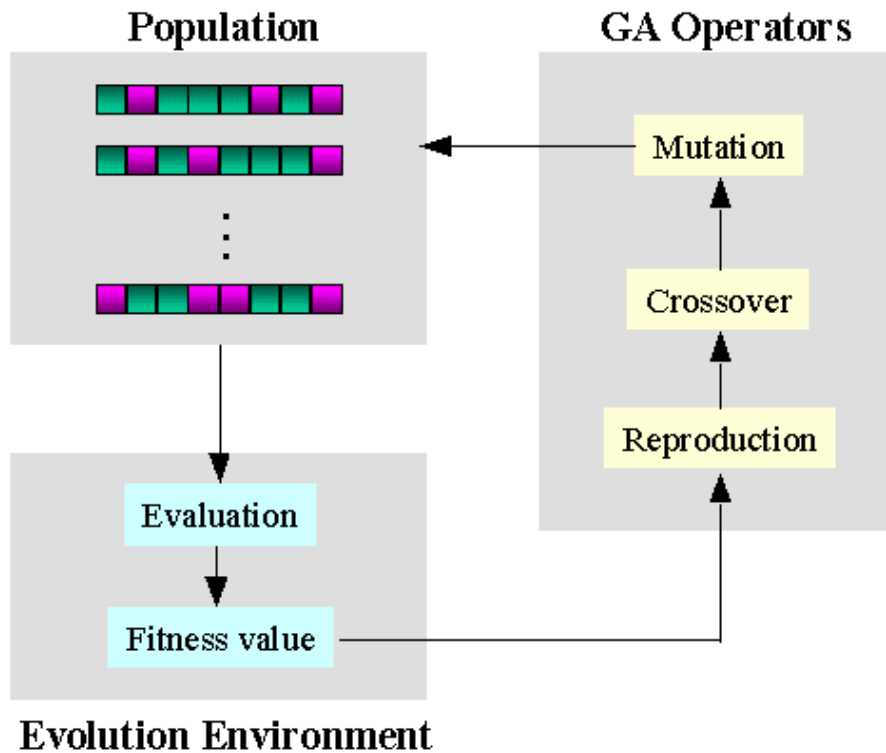 Population
GA Operators
Mutation
Crossover
Reproduction
Evaluation
Fitness value
Evolution Environment